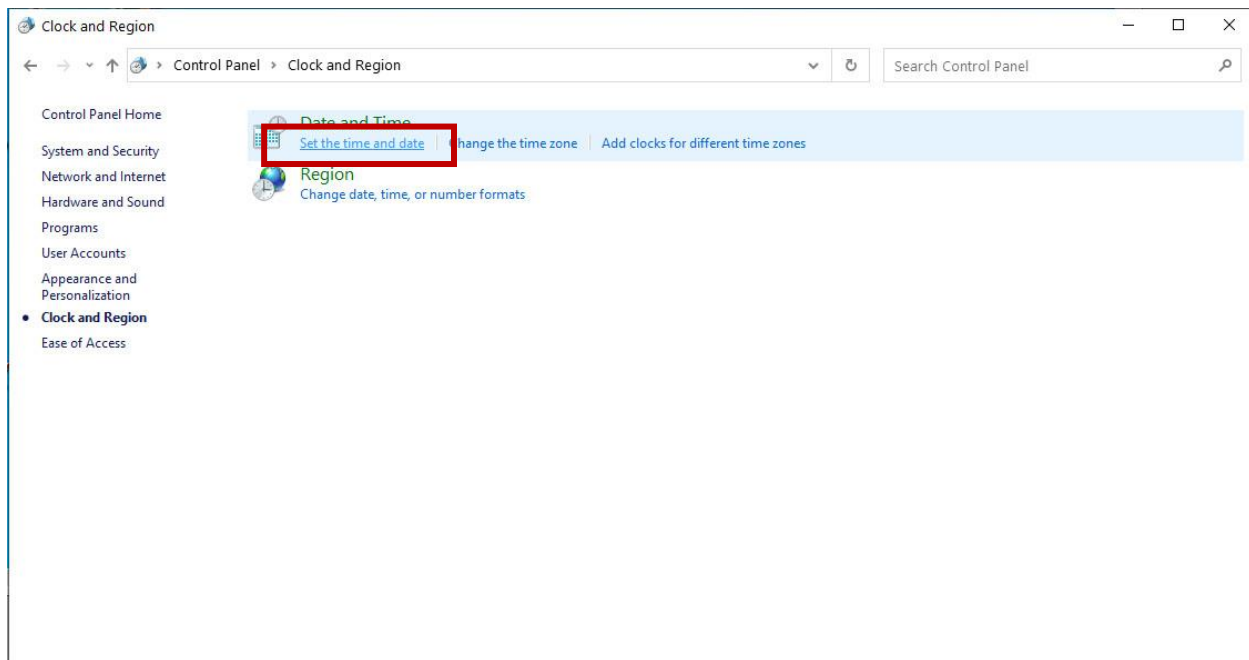 Clock and Region
Control Panel > Clock and Region
Search Control Panel
Control Panel Home
System and Security
Network and Internet
Hardware and Sound
Programs
User Accounts
Appearance and
Personalization
Clock and Region
Ease of Access
Date and Time
Set the time and date | Change the time zone | Add clocks for different time zones
Region
Change date, time, or number formats